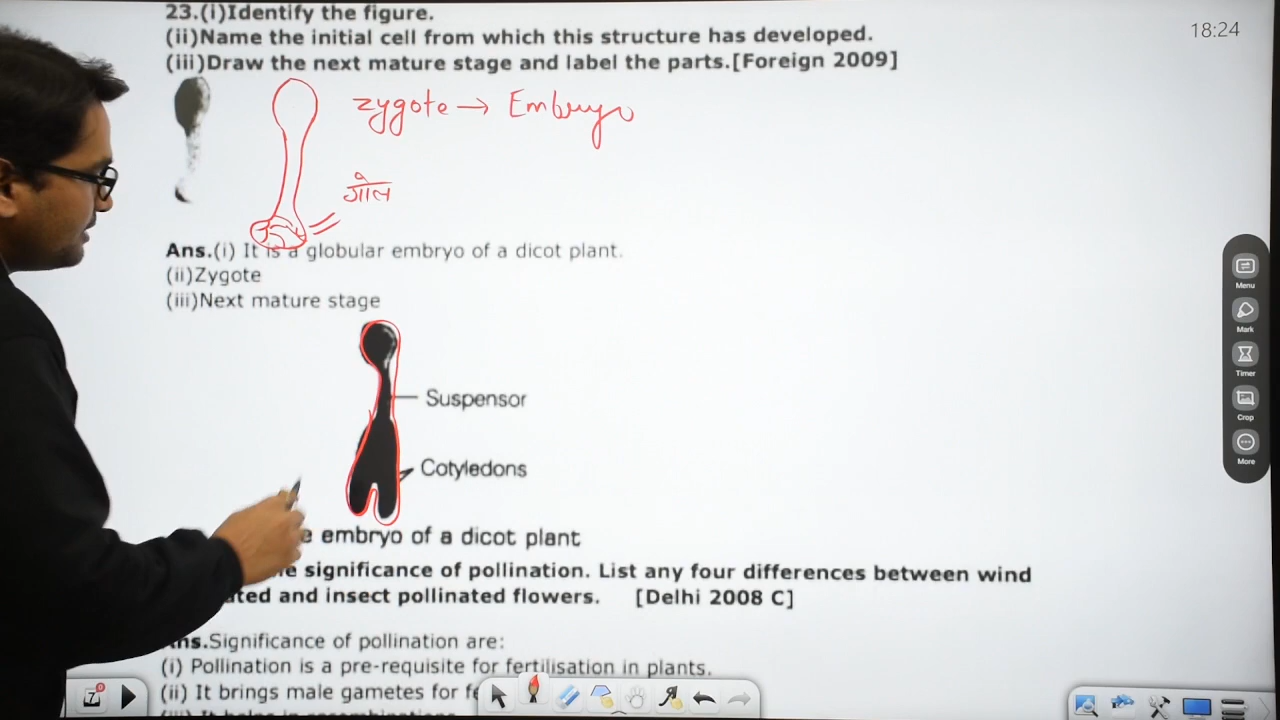 23.(i)Identify the figure.
18:24
(ii)Name the initial cell from which this structure has developed.
(iii)Draw the next mature stage and label the parts.[Foreign 2009]
zygote → Embryo
गोल
Ans.(i) It is a globular embryo of a dicot plant.
(ii)Zygote
(iii)Next mature stage
Suspensor
Cotyledons
embryo of a dicot plant
significance of pollination. List any four differences between wind
and insect pollinated flowers. [Delhi 2008 C]
Ans.Significance of pollination are:
(i) Pollination is a pre-requisite for fertilisation in plants.
(ii) It brings male gametes for
Menu
Mark
Timer
Crop
More